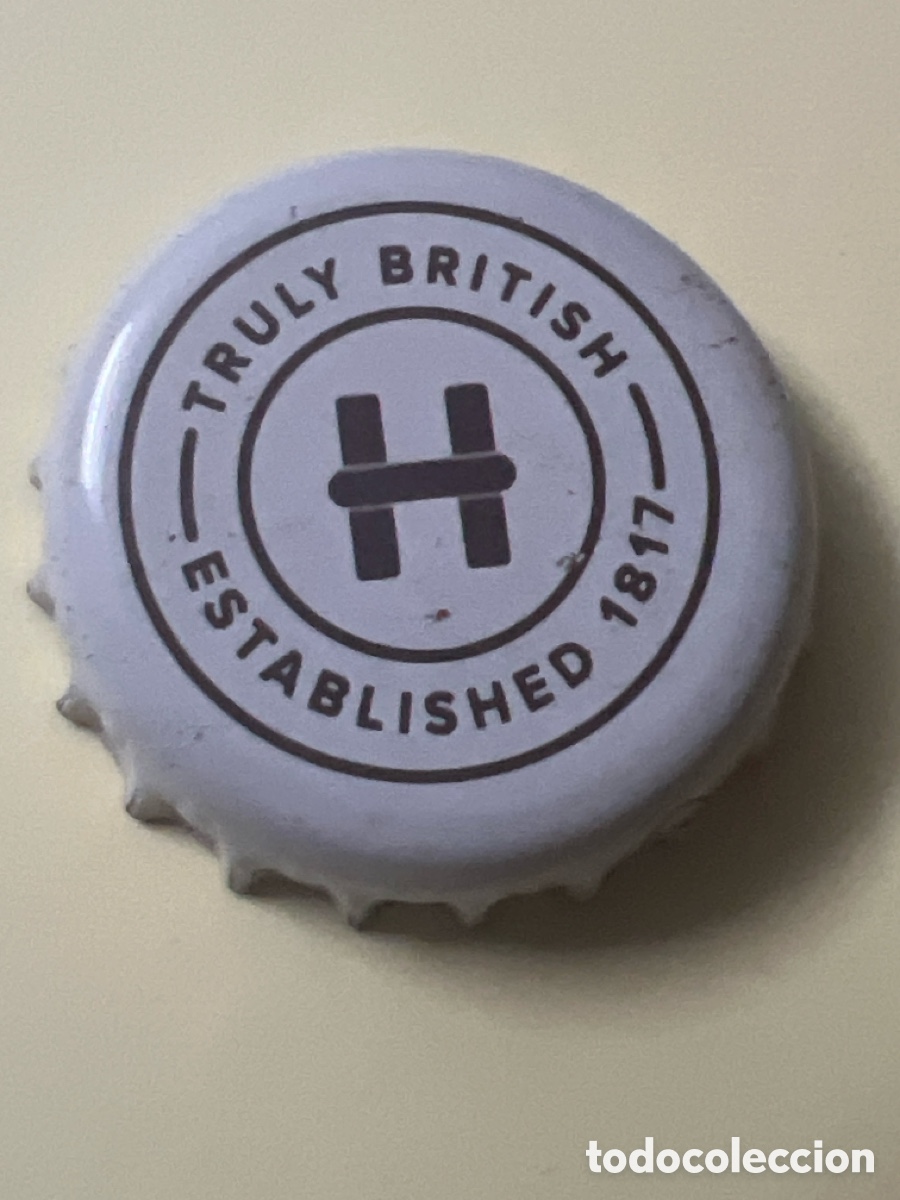 TRULY BRITISH
H
ESTABLISHED 1817
todocoleccion